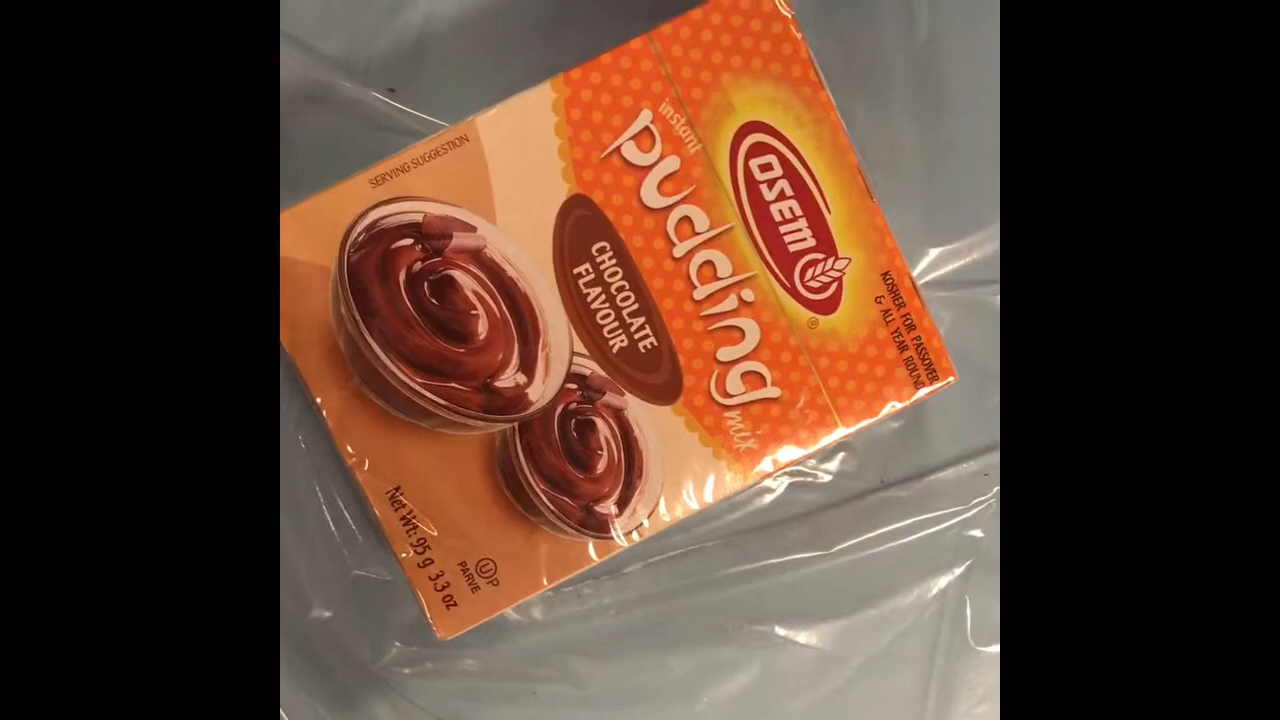 KOSHER FOR PASSOVER
& ALL YEAR ROUND
OSEM
®
instant
pudding
mix
CHOCOLATE
FLAVOUR
SERVING SUGGESTION
U P
PARVE
Net Wt: 95 g 3.3 oz